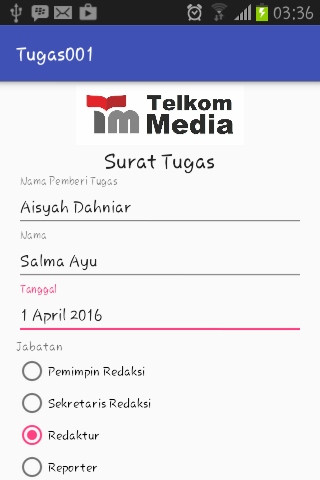 03:36
Tugas001
Telkom
Media
Surat Tugas
Nama Pemberi Tugas
Aisyah Dahniar
Nama
Salma Ayu
Tanggal
1 April 2016
Jabatan
Pemimpin Redaksi
Sekretaris Redaksi
Redaktur
Reporter